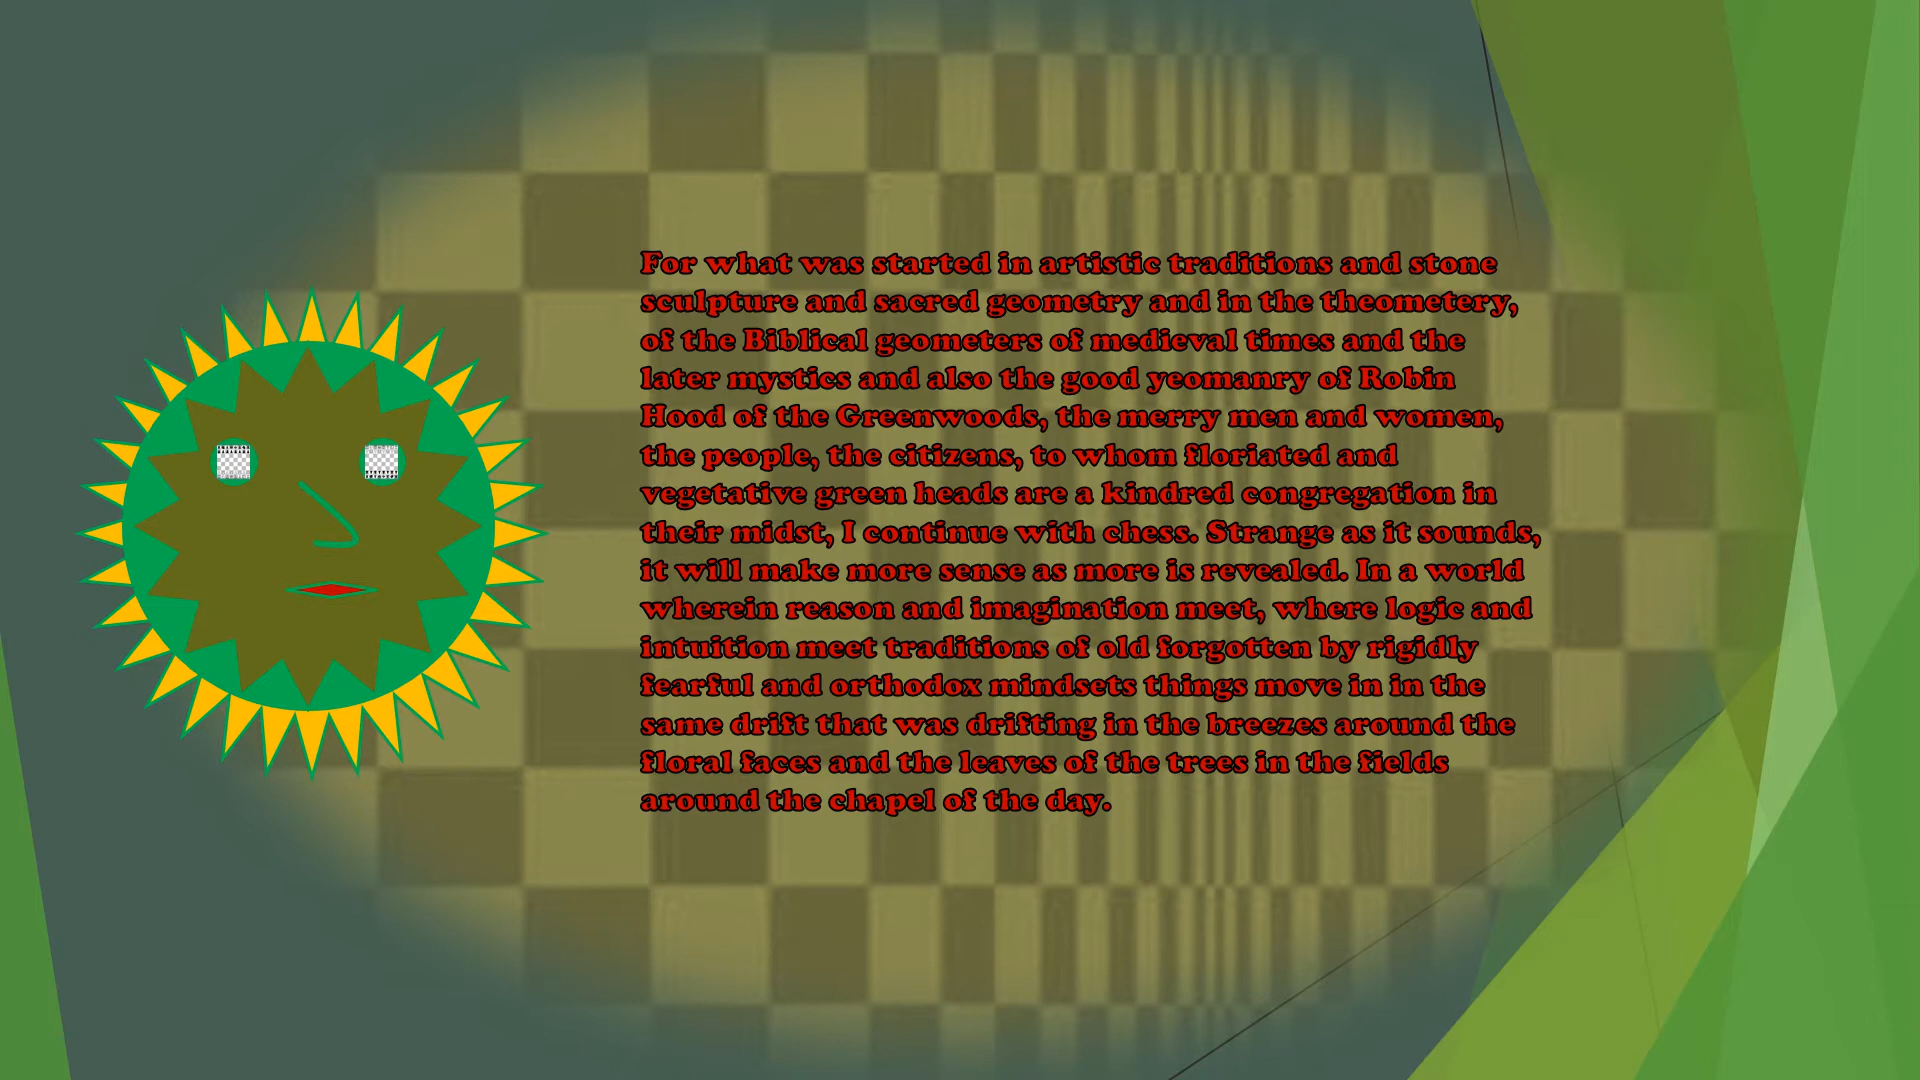 For what was started in artistic traditions and stone
sculpture and sacred geometry and in the theometery,
of the Biblical geometers of medieval times and the
later mystics and also the good yeomanry of Robin
Hood of the Greenwoods, the merry men and women,
the people, the citizens, to whom floriated and
vegetative green heads are a kindred congregation in
their midst, I continue with chess. Strange as it sounds,
it will make more sense as more is revealed. In a world
wherein reason and imagination meet, where logic and
intuition meet traditions of old forgotten by rigidly
fearful and orthodox mindsets things move in in the
same drift that was drifting in the breezes around the
floral faces and the leaves of the trees in the fields
around the chapel of the day.